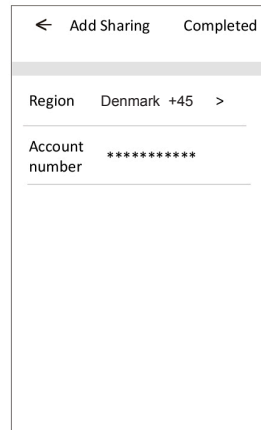 ← Add Sharing Completed
Region Denmark +45 >
Account
number ***********